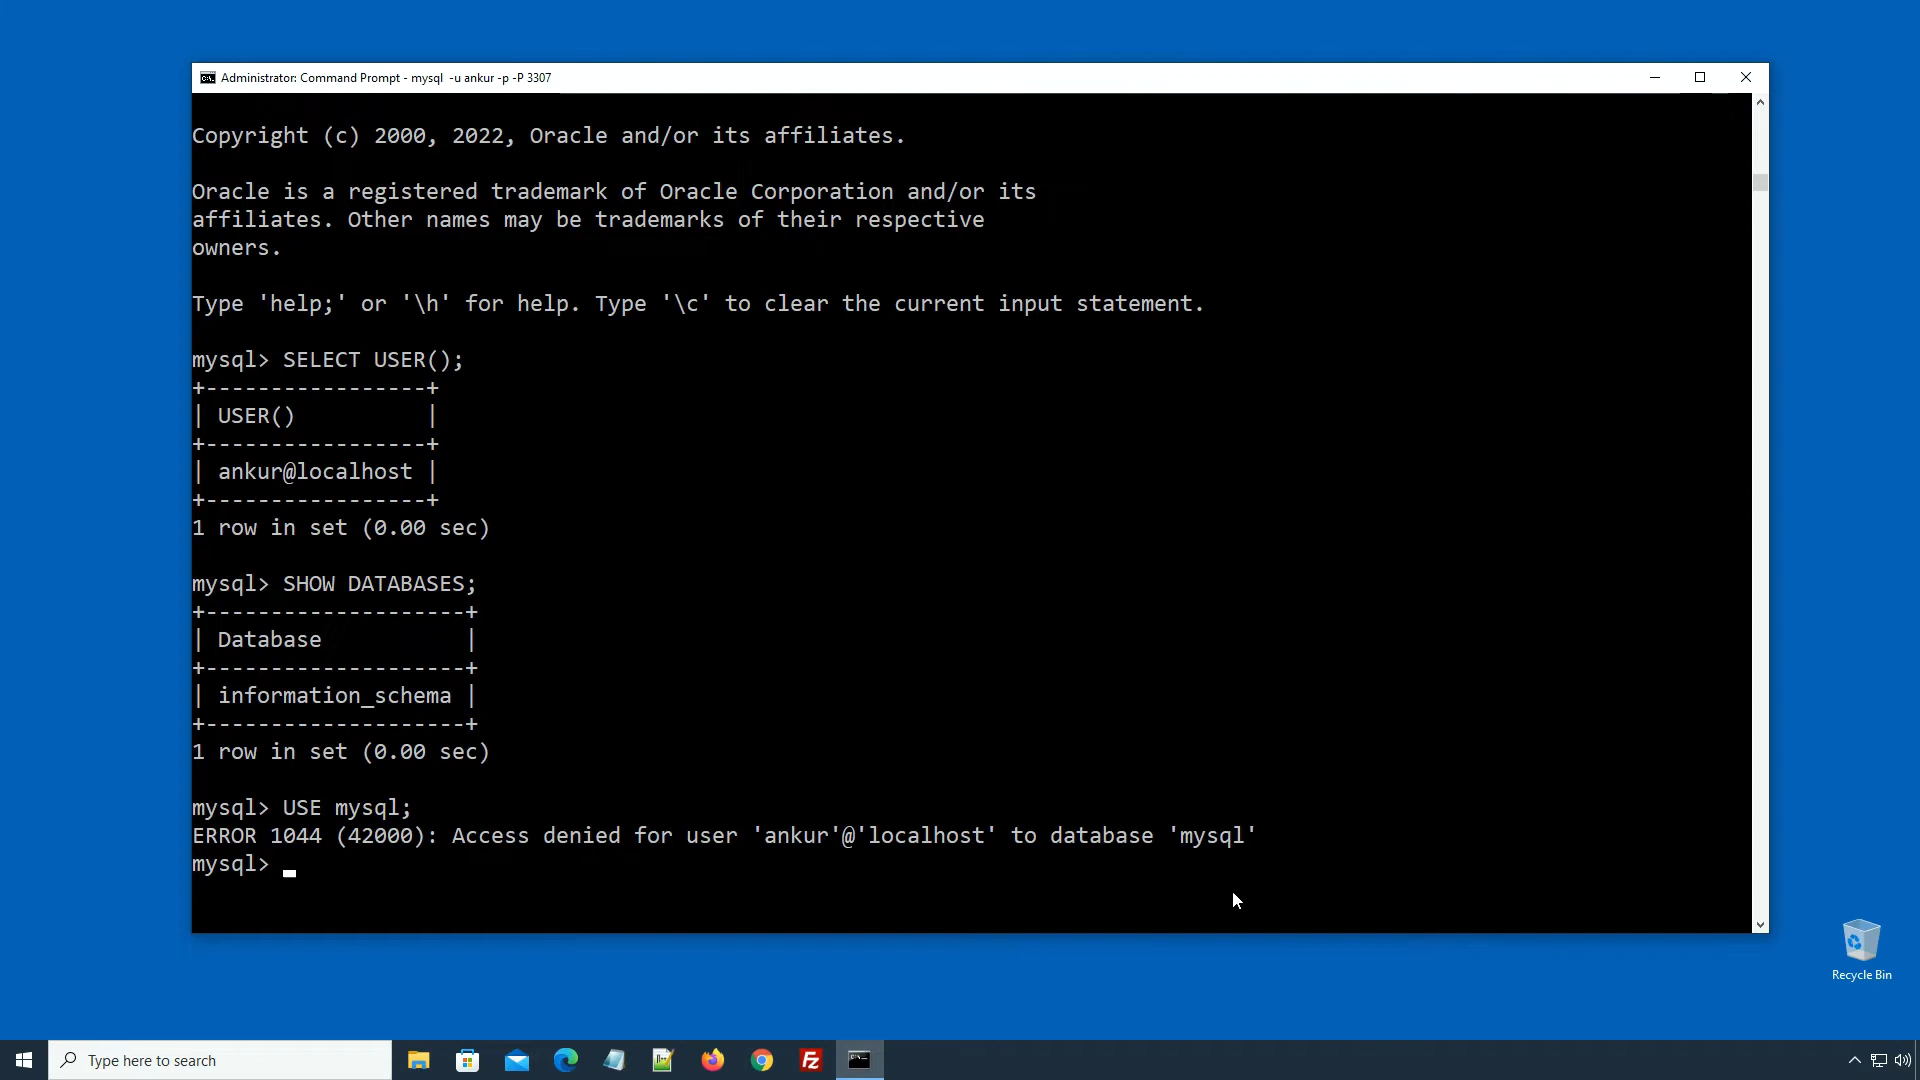 Administrator: Command Prompt - mysql  -u ankur -p -P 3307
Copyright (c) 2000, 2022, Oracle and/or its affiliates.
Oracle is a registered trademark of Oracle Corporation and/or its
affiliates. Other names may be trademarks of their respective
owners.
Type 'help;' or '\h' for help. Type '\c' to clear the current input statement.
mysql> SELECT USER();
+-----------------+
| USER()          |
+-----------------+
| ankur@localhost |
+-----------------+
1 row in set (0.00 sec)
mysql> SHOW DATABASES;
+--------------------+
| Database           |
+--------------------+
| information_schema |
+--------------------+
1 row in set (0.00 sec)
mysql> USE mysql;
ERROR 1044 (42000): Access denied for user 'ankur'@'localhost' to database 'mysql'
mysql>
Recycle Bin
Type here to search